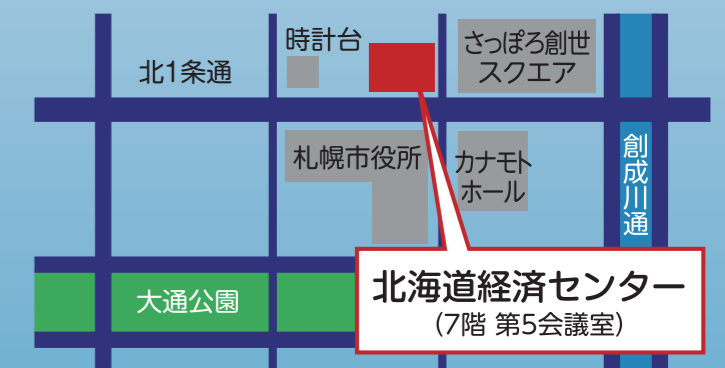 時計台
さっぽろ創世
スクエア
北1条通
札幌市役所
カナモト
ホール
創成川通
北海道経済センター
(7階 第5会議室)
大通公園